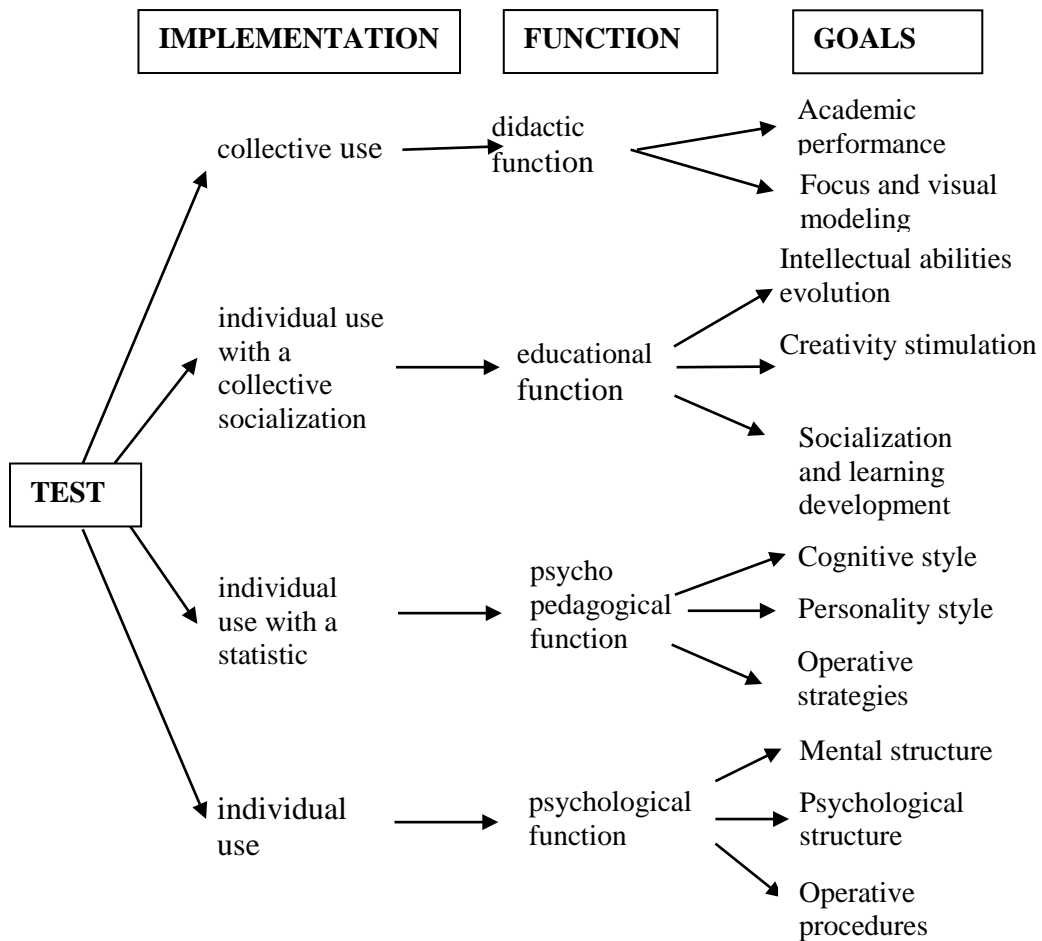 IMPLEMENTATION
FUNCTION
GOALS
collective use
didactic
function
Academic
performance
Focus and visual
modeling
individual use
with a
collective
socialization
educational
function
Intellectual abilities
evolution
Creativity stimulation
Socialization
and learning
development
TEST
individual
use with a
statistic
psycho
pedagogical
function
Cognitive style
Personality style
Operative
strategies
individual
use
psychological
function
Mental structure
Psychological
structure
Operative
procedures